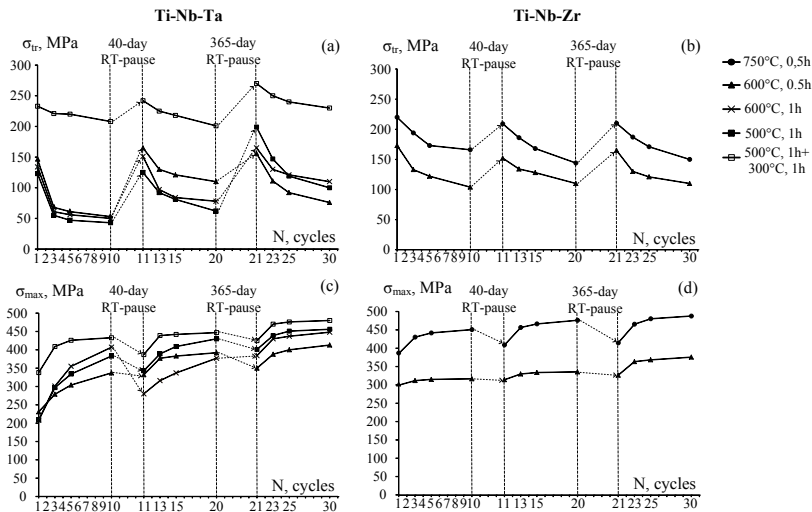 Ti-Nb-Ta
Ti-Nb-Zr
σtr, MPa
40-day
RT-pause
365-day
RT-pause
(a)
300
250
200
150
100
50
0
N, cycles
1 2 3 4 5 6 7 8 9 10 11 13 15 20 21 23 25 30
σtr, MPa
40-day
RT-pause
365-day
RT-pause
(b)
300
250
200
150
100
50
0
N, cycles
1 2 3 4 5 6 7 8 9 10 11 13 15 20 21 23 25 30
750°C, 0,5h
600°C, 0.5h
600°C, 1h
500°C, 1h
500°C, 1h+
300°C, 1h
σmax, MPa
40-day
RT-pause
365-day
RT-pause
(c)
500
450
400
350
300
250
200
150
100
50
0
N, cycles
1 2 3 4 5 6 7 8 9 10 11 13 15 20 21 23 25 30
σmax, MPa
40-day
RT-pause
365-day
RT-pause
(d)
500
450
400
350
300
250
200
150
100
50
0
N, cycles
1 2 3 4 5 6 7 8 9 10 11 13 15 20 21 23 25 30